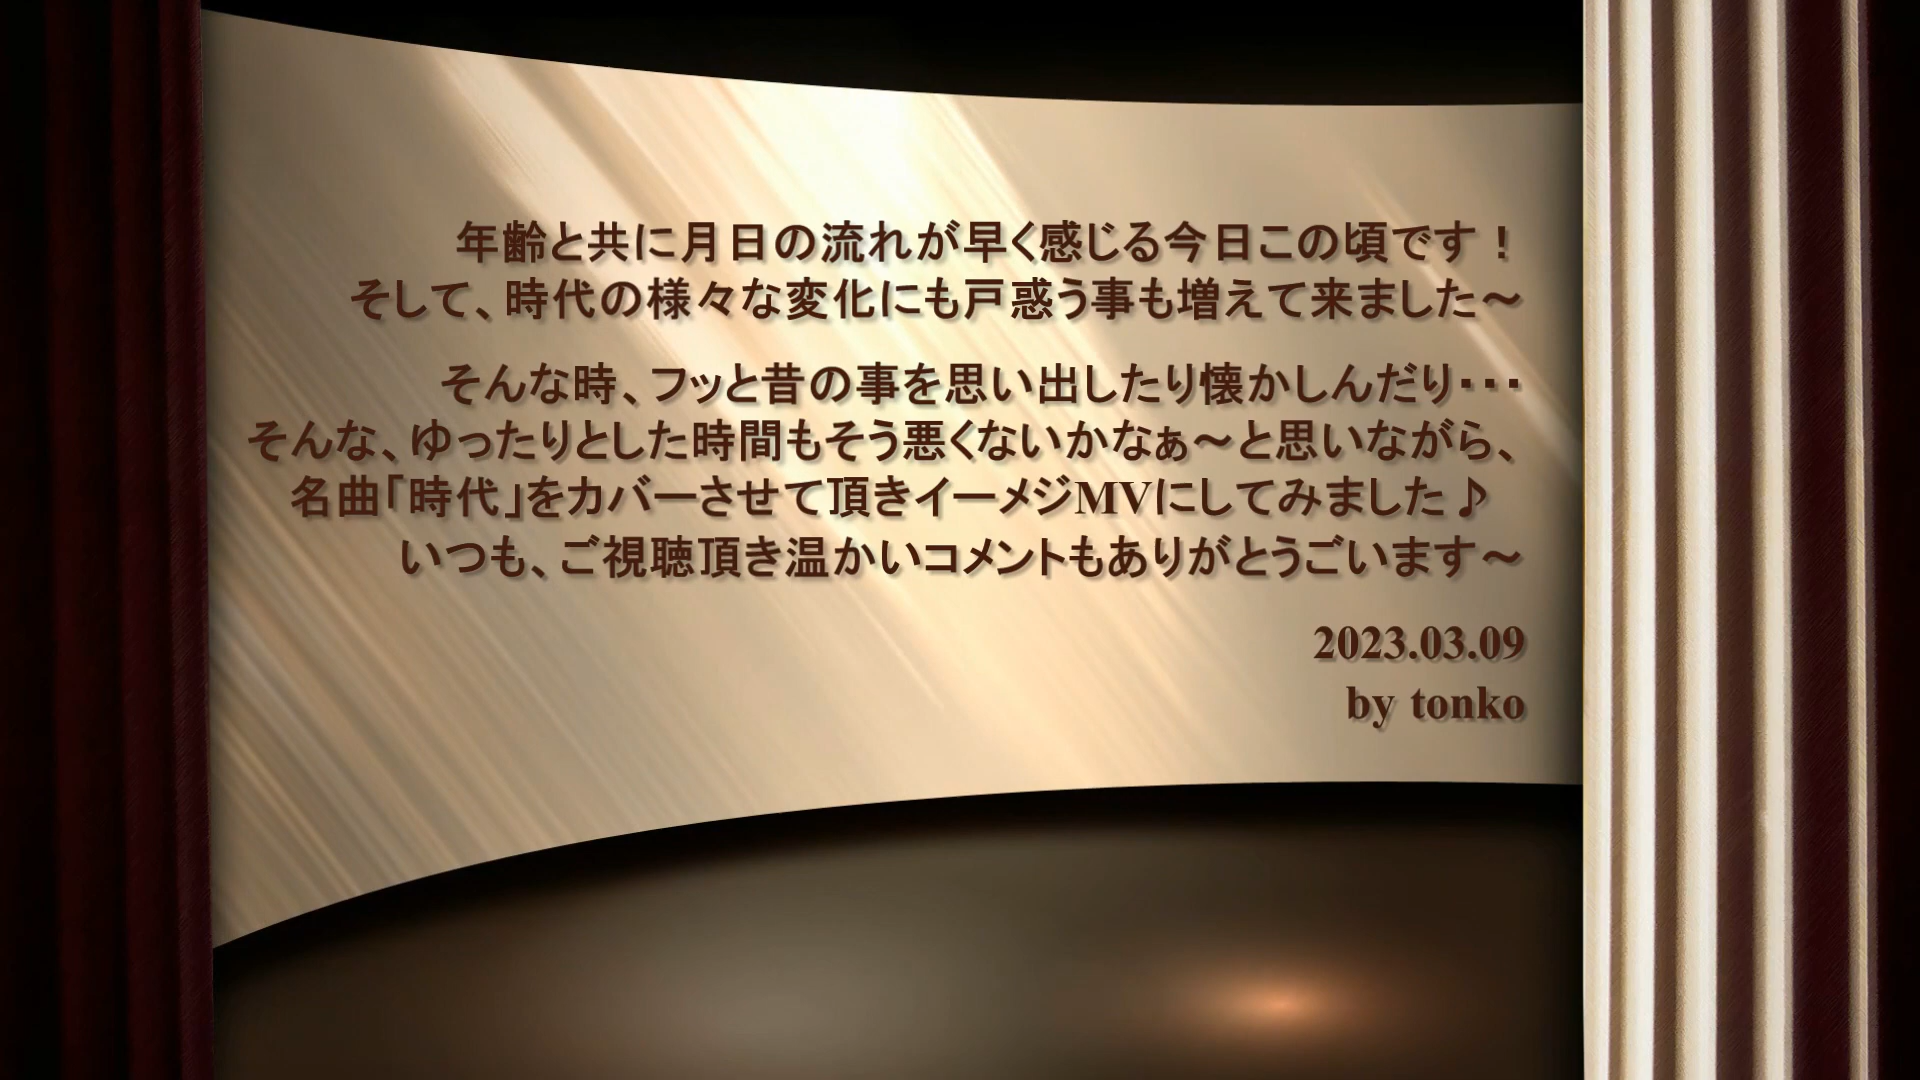 年齢と共に月日の流れが早く感じる今日この頃です！
そして、時代の様々な変化にも戸惑う事も増えて来ました～
そんな時、フッと昔の事を思い出したり懐かしんだり・・・
そんな、ゆったりとした時間もそう悪くないかなぁ～と思いながら、
名曲「時代」をカバーさせて頂きイーメジMVにしてみました♪
いつも、ご視聴頂き温かいコメントもありがとうごいます～
2023.03.09
by tonko